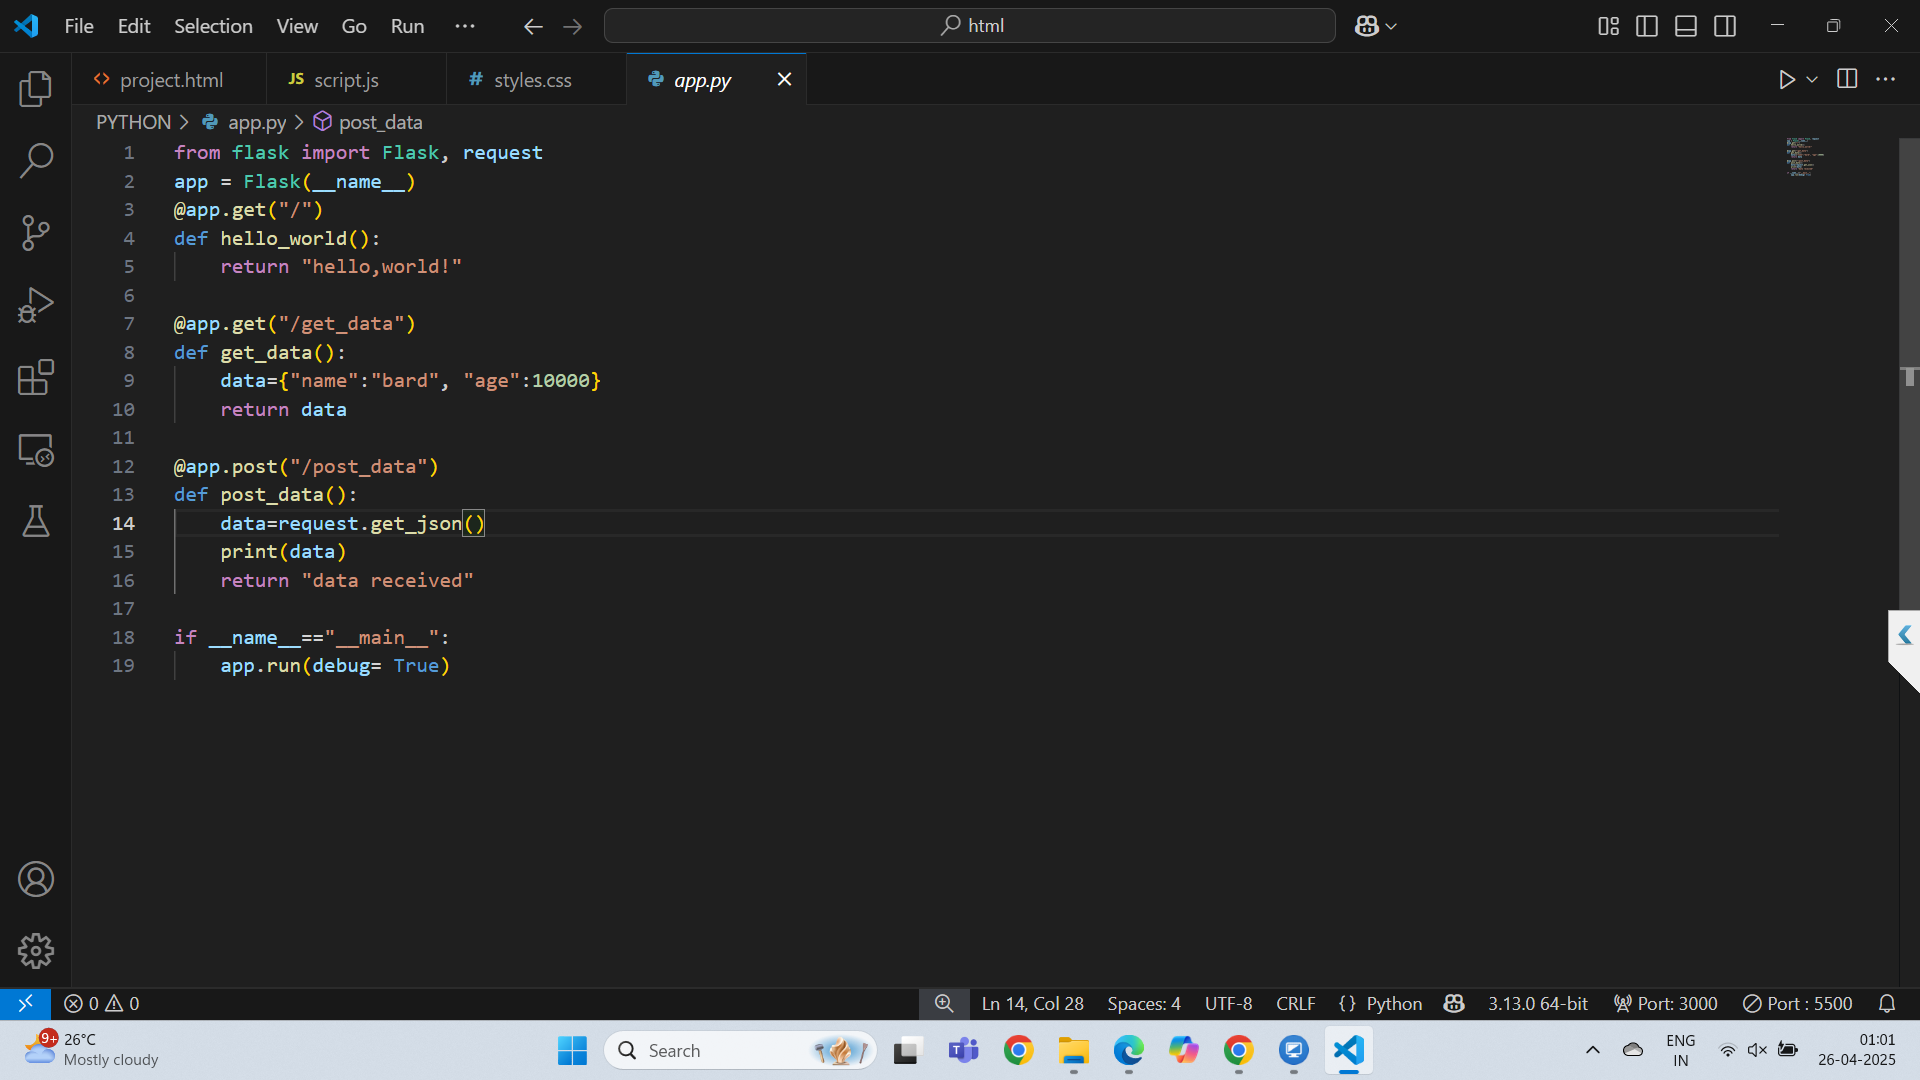 File Edit Selection View Go Run ··· html
project.html JS script.js # styles.css app.py
PYTHON > app.py > post_data
1 from flask import Flask, request
2 app = Flask(__name__)
3 @app.get("/")
4 def hello_world():
5     return "hello,world!"
6
7 @app.get("/get_data")
8 def get_data():
9     data={"name":"bard", "age":10000}
10     return data
11
12 @app.post("/post_data")
13 def post_data():
14     data=request.get_json()
15     print(data)
16     return "data received"
17
18 if __name__=="__main__":
19     app.run(debug= True)
0 0 Ln 14, Col 28 Spaces: 4 UTF-8 CRLF {} Python 3.13.0 64-bit Port: 3000 Port : 5500
9+ 26°C Search ENG 01:01
Mostly cloudy IN 26-04-2025